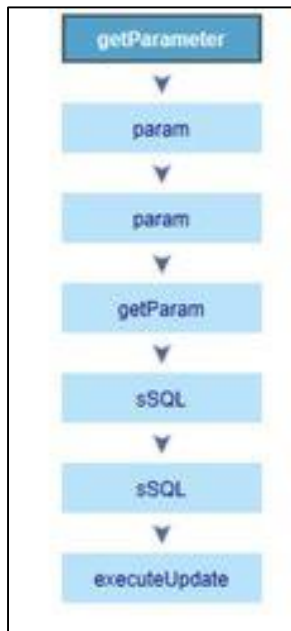 getParameter
param
param
getParam
sSQL
sSQL
executeUpdate